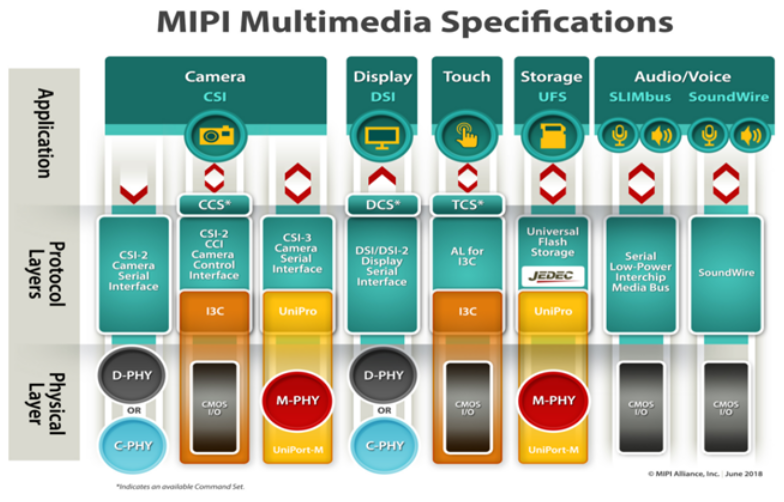 MIPI Multimedia Specifications
Application
Camera
CSI
Display
DSI
Touch
Storage
UFS
Audio/Voice
SLIMbus SoundWire
Protocol
Layers
CCS*
DCS*
TCS*
CSI-2
Camera
Serial
Interface
CSI-2
CCI
Camera
Control
Interface
I3C
CSI-3
Camera
Serial
Interface
UniPro
DSI/DSI-2
Display
Serial
Interface
AL for
I3C
I3C
Universal
Flash
Storage
JEDEC
UniPro
Serial
Low-Power
Interchip
Media Bus
SoundWire
Physical
Layer
D-PHY
OR
C-PHY
CMOS
I/O
M-PHY
UniPort-M
D-PHY
OR
C-PHY
CMOS
I/O
M-PHY
UniPort-M
CMOS
I/O
CMOS
I/O
© MIPI Alliance, Inc. | June 2018
*Indicates an available Command Set.